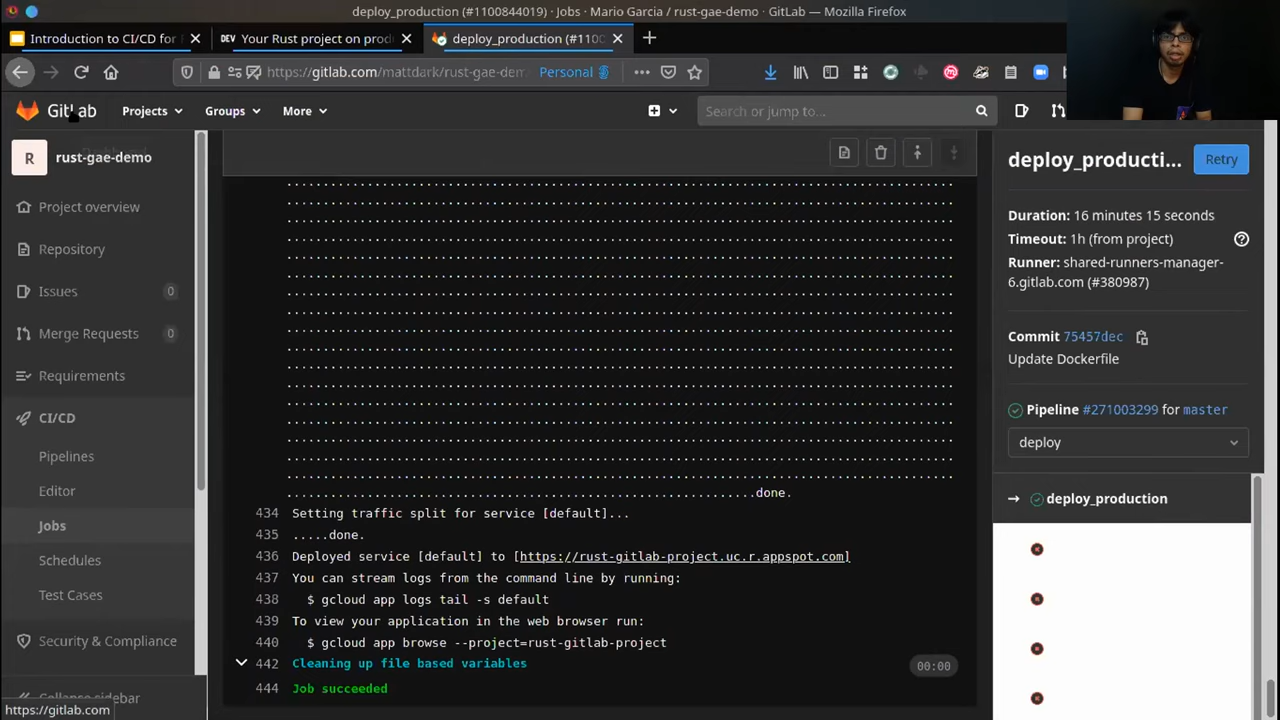 deploy_production (#1100844019) · Jobs · Mario Garcia / rust-gae-demo · GitLab — Mozilla Firefox
Introduction to CI/CD for
DEV Your Rust project on prod
deploy_production (#1100
https://gitlab.com/mattdark/rust-gae-dem
Personal
GitLab
Projects
Groups
More
Search or jump to...
R
rust-gae-demo
Project overview
Repository
Issues
0
Merge Requests
0
Requirements
CI/CD
Pipelines
Editor
Jobs
Schedules
Test Cases
Security & Compliance
Collapse sidebar
https://gitlab.com
done.
434 Setting traffic split for service [default]...
435 .....done.
436 Deployed service [default] to [https://rust-gitlab-project.uc.r.appspot.com]
437 You can stream logs from the command line by running:
438 $ gcloud app logs tail -s default
439 To view your application in the web browser run:
440 $ gcloud app browse --project=rust-gitlab-project
442 Cleaning up file based variables
00:00
444 Job succeeded
deploy_producti...
Retry
Duration: 16 minutes 15 seconds
Timeout: 1h (from project)
Runner: shared-runners-manager-
6.gitlab.com (#380987)
Commit 75457dec
Update Dockerfile
Pipeline #271003299 for master
deploy
→ deploy_production